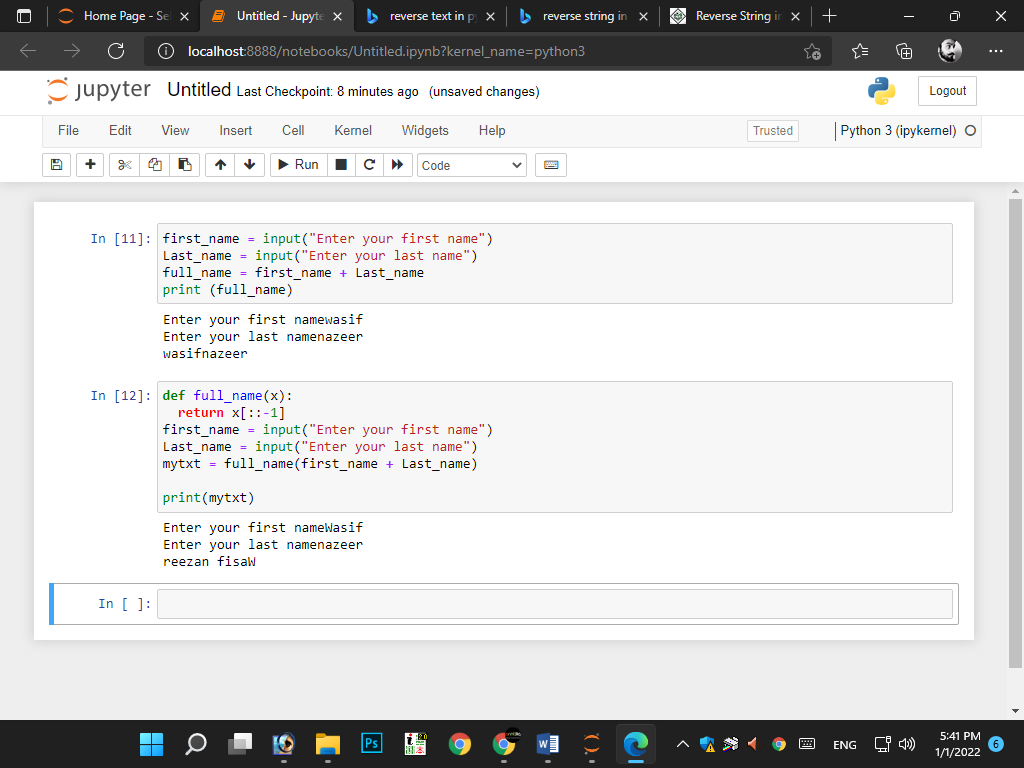 Home Page - Se
Untitled - Jupyte
reverse text in p
reverse string in
Reverse String in
localhost:8888/notebooks/Untitled.ipynb?kernel_name=python3
jupyter Untitled Last Checkpoint: 8 minutes ago (unsaved changes)
Logout
File Edit View Insert Cell Kernel Widgets Help
Trusted
Python 3 (ipykernel)
Run
Code
In [11]: first_name = input("Enter your first name")
Last_name = input("Enter your last name")
full_name = first_name + Last_name
print (full_name)
Enter your first namewasif
Enter your last namenazeer
wasifnazeer
In [12]: def full_name(x):
return x[::-1]
first_name = input("Enter your first name")
Last_name = input("Enter your last name")
mytxt = full_name(first_name + Last_name)
print(mytxt)
Enter your first nameWasif
Enter your last namenazeer
reezan fisaW
In [ ]:
Ps
ENG
5:41 PM
1/1/2022
6